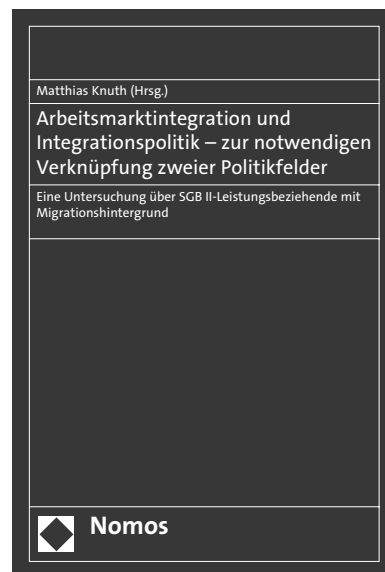 Matthias Knuth (Hrsg.)
Arbeitsmarktintegration und
Integrationspolitik – zur notwendigen
Verknüpfung zweier Politikfelder
Eine Untersuchung über SGB II-Leistungsbeziehende mit
Migrationshintergrund
Nomos